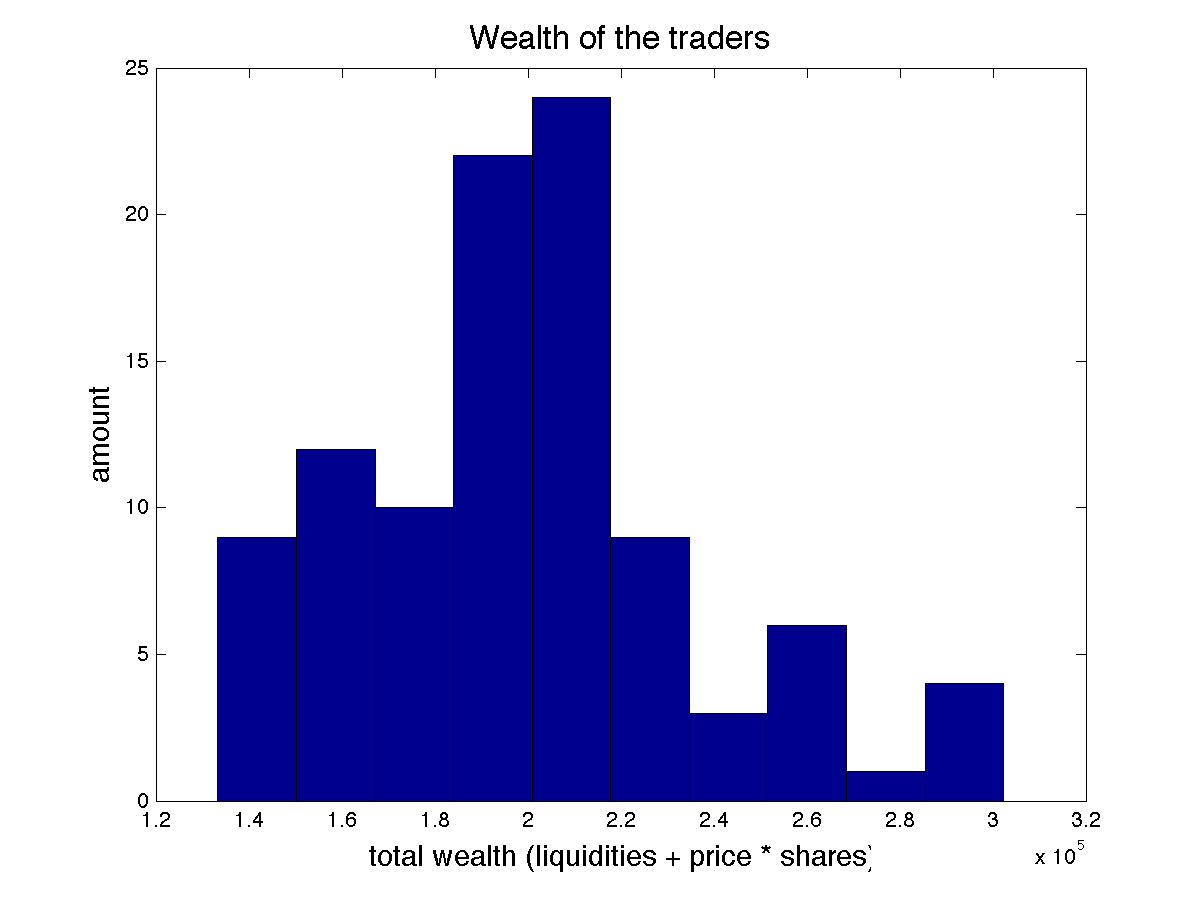 Wealth of the traders
25
20
15
10
5
0
amount
1.2 1.4 1.6 1.8 2 2.2 2.4 2.6 2.8 3 3.2
total wealth (liquidities + price * shares)
x 10^5